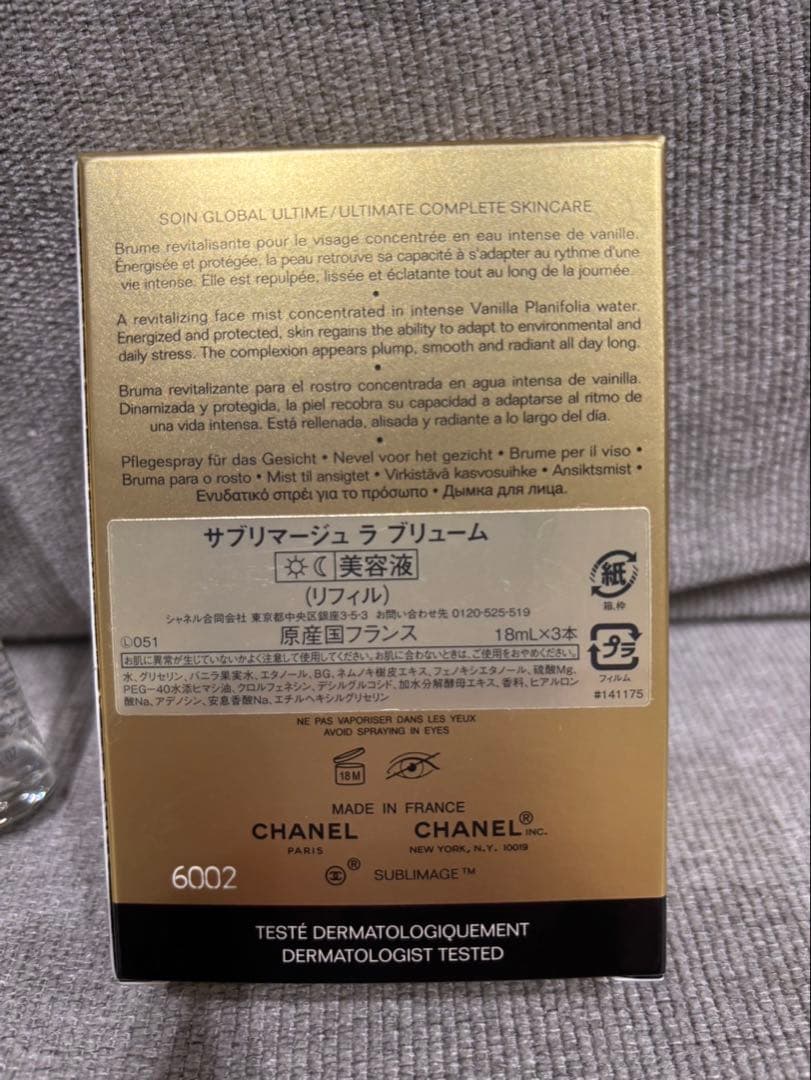 SOIN GLOBAL ULTIME/ULTIMATE COMPLETE SKINCARE
Brume revitalisante pour le visage concentrée en eau intense de vanille.
Énergisée et protégée, la peau retrouve sa capacité à s'adapter au rythme d'une
vie intense. Elle est repulpée, lissée et éclatante tout au long de la journée.
•
A revitalizing face mist concentrated in intense Vanilla Planifolia water.
Energized and protected, skin regains the ability to adapt to environmental and
daily stress. The complexion appears plump, smooth and radiant all day long.
•
Bruma revitalizante para el rostro concentrada en agua intensa de vainilla.
Dinamizada y protegida, la piel recobra su capacidad a adaptarse al ritmo de
una vida intensa. Está rellenada, alisada y radiante a lo largo del día.
•
Pflegespray für das Gesicht • Nevel voor het gezicht • Brume per il viso •
Bruma para o rosto • Mist til ansigtet • Virkistävä kasvosuihke • Ansiktsmist •
Ενυδατικό σπρέι για το πρόσωπο • Дымка для лица.
サブリマージュ ラ ブリューム
美容液
(リフィル)
シャネル合同会社 東京都中央区銀座3-5-3 お問い合わせ先 0120-525-519
Ⓛ051 原産国フランス 18mL×3本
お肌に異常が生じていないかよく注意して使用してください。お肌に合わないときは、ご使用をおやめください。
水、グリセリン、バニラ果実水、エタノール、BG、ネムノキ樹皮エキス、フェノキシエタノール、硫酸Mg、
PEG-40水添ヒマシ油、クロルフェネシン、デシルグルコシド、加水分解酵母エキス、香料、ヒアルロン
酸Na、アデノシン、安息香酸Na、エチルヘキシルグリセリン
紙
箱,枠
プラ
フィルム
#141175
NE PAS VAPORISER DANS LES YEUX
AVOID SPRAYING IN EYES
18 M
MADE IN FRANCE
CHANEL CHANEL® INC.
PARIS NEW YORK, N.Y. 10019
6002 ® SUBLIMAGE™
TESTÉ DERMATOLOGIQUEMENT
DERMATOLOGIST TESTED